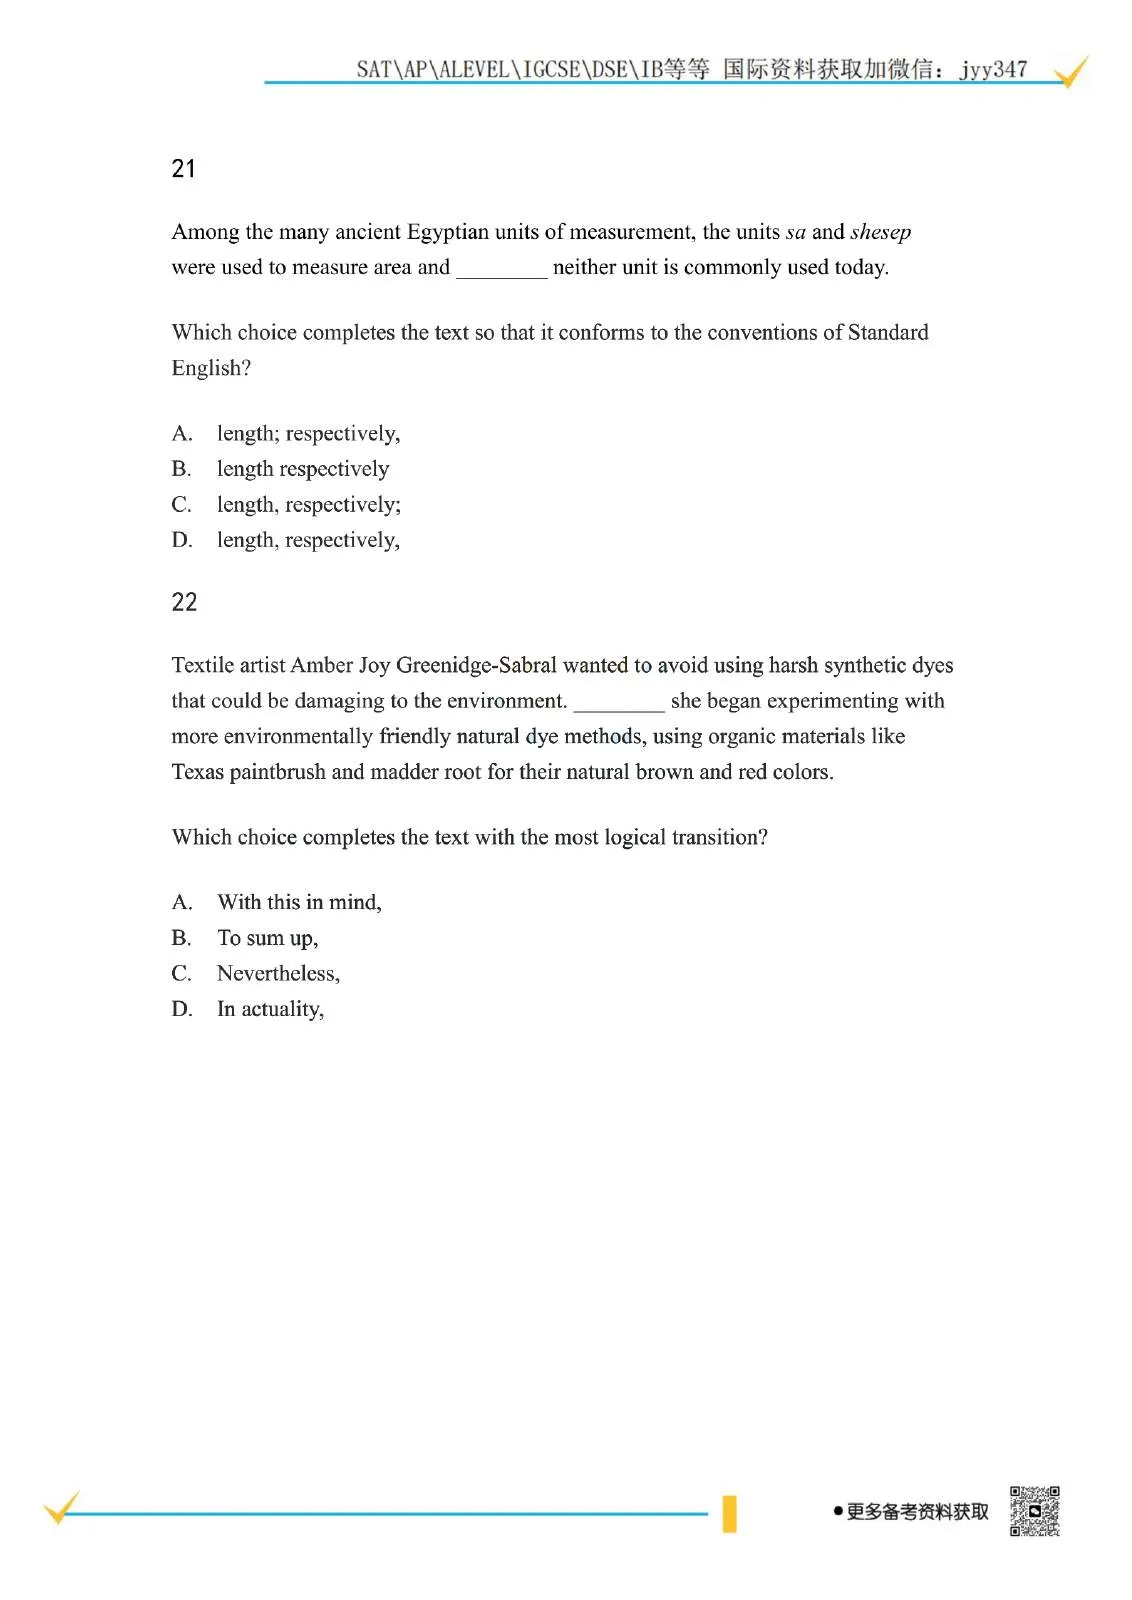 SAT\AP\ALEVEL\IGCSE\DSE\IB等等 国际资料获取加微信：jyy347
21
Among the many ancient Egyptian units of measurement, the units sa and shesep
were used to measure area and ________ neither unit is commonly used today.
Which choice completes the text so that it conforms to the conventions of Standard
English?
A. length; respectively,
B. length respectively
C. length, respectively;
D. length, respectively,
22
Textile artist Amber Joy Greenidge-Sabral wanted to avoid using harsh synthetic dyes
that could be damaging to the environment. ________ she began experimenting with
more environmentally friendly natural dye methods, using organic materials like
Texas paintbrush and madder root for their natural brown and red colors.
Which choice completes the text with the most logical transition?
A. With this in mind,
B. To sum up,
C. Nevertheless,
D. In actuality,
●更多备考资料获取